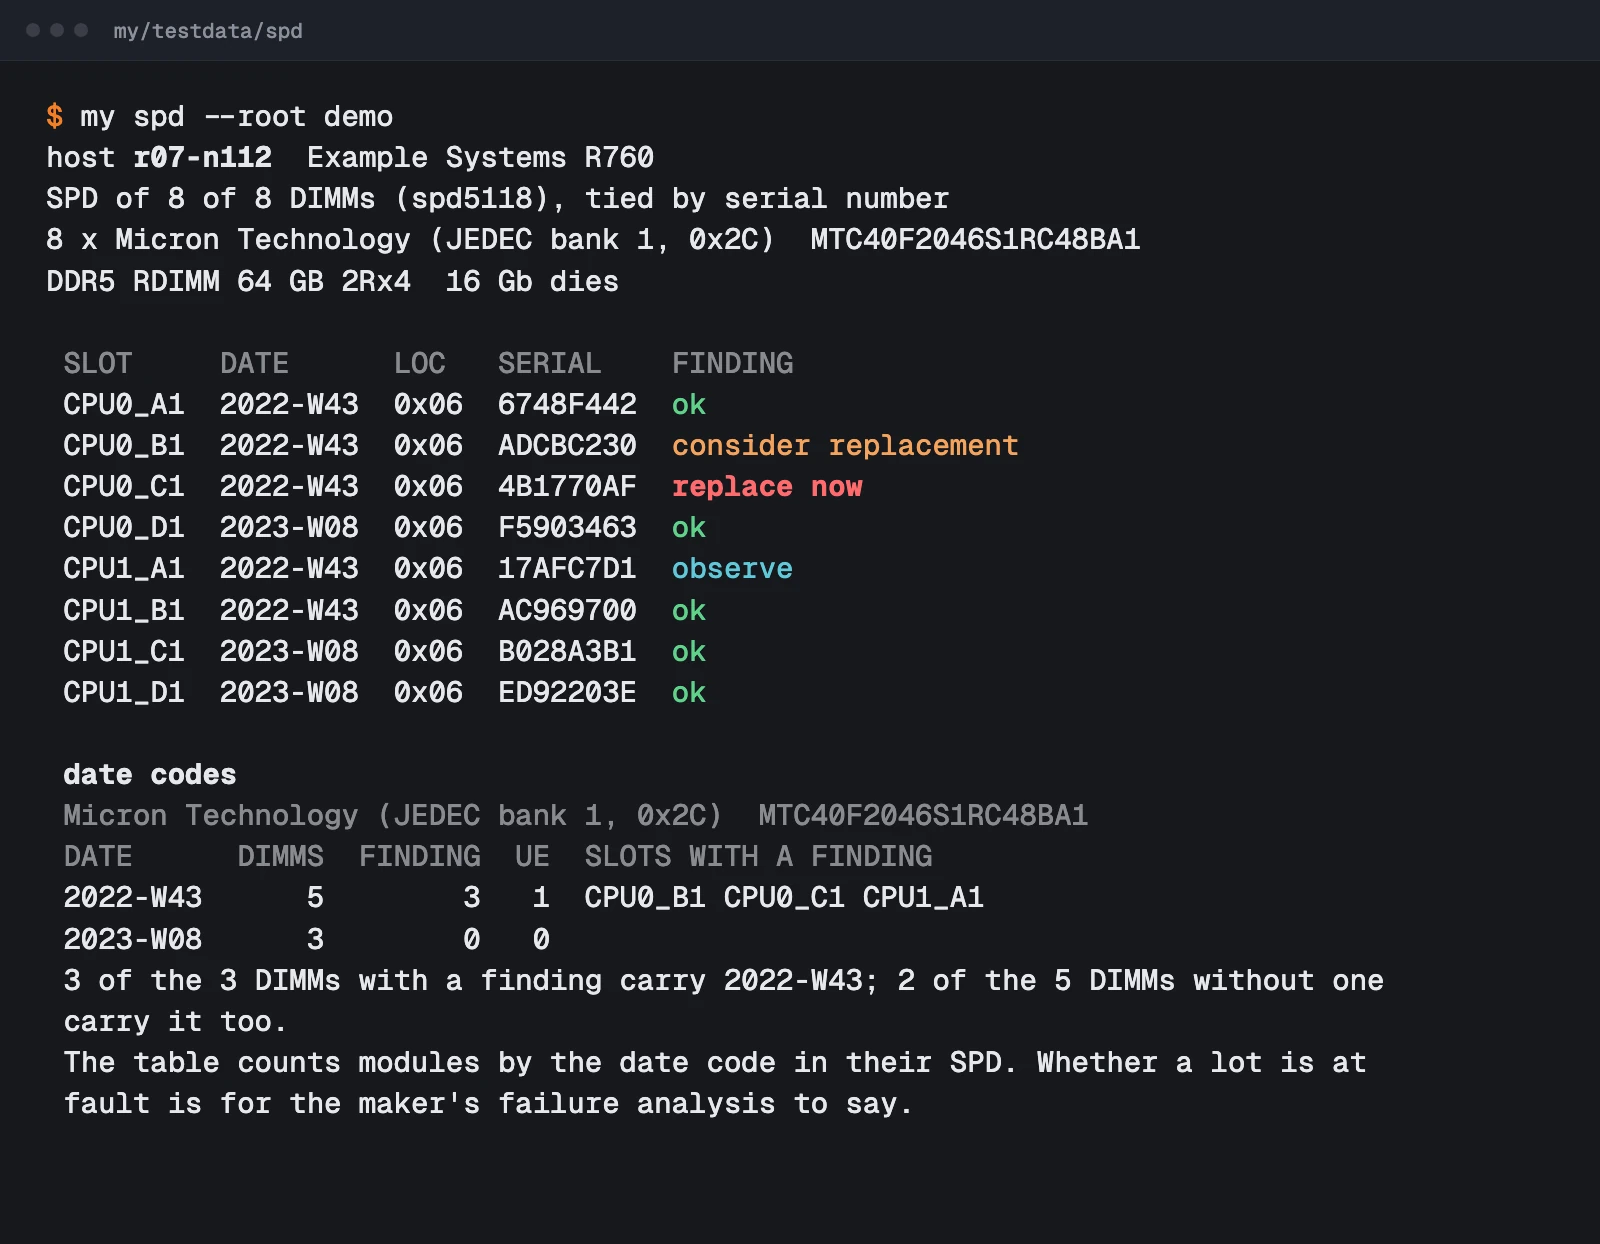 my/testdata/spd
$ my spd --root demo
host r07-n112  Example Systems R760
SPD of 8 of 8 DIMMs (spd5118), tied by serial number
8 x Micron Technology (JEDEC bank 1, 0x2C)  MTC40F2046S1RC48BA1
DDR5 RDIMM 64 GB 2Rx4  16 Gb dies
SLOT     DATE      LOC   SERIAL    FINDING
CPU0_A1  2022-W43  0x06  6748F442  ok
CPU0_B1  2022-W43  0x06  ADCBC230  consider replacement
CPU0_C1  2022-W43  0x06  4B1770AF  replace now
CPU0_D1  2023-W08  0x06  F5903463  ok
CPU1_A1  2022-W43  0x06  17AFC7D1  observe
CPU1_B1  2022-W43  0x06  AC969700  ok
CPU1_C1  2023-W08  0x06  B028A3B1  ok
CPU1_D1  2023-W08  0x06  ED92203E  ok
date codes
Micron Technology (JEDEC bank 1, 0x2C)  MTC40F2046S1RC48BA1
DATE      DIMMS  FINDING  UE  SLOTS WITH A FINDING
2022-W43      5        3   1  CPU0_B1 CPU0_C1 CPU1_A1
2023-W08      3        0   0
3 of the 3 DIMMs with a finding carry 2022-W43; 2 of the 5 DIMMs without one
carry it too.
The table counts modules by the date code in their SPD. Whether a lot is at
fault is for the maker's failure analysis to say.